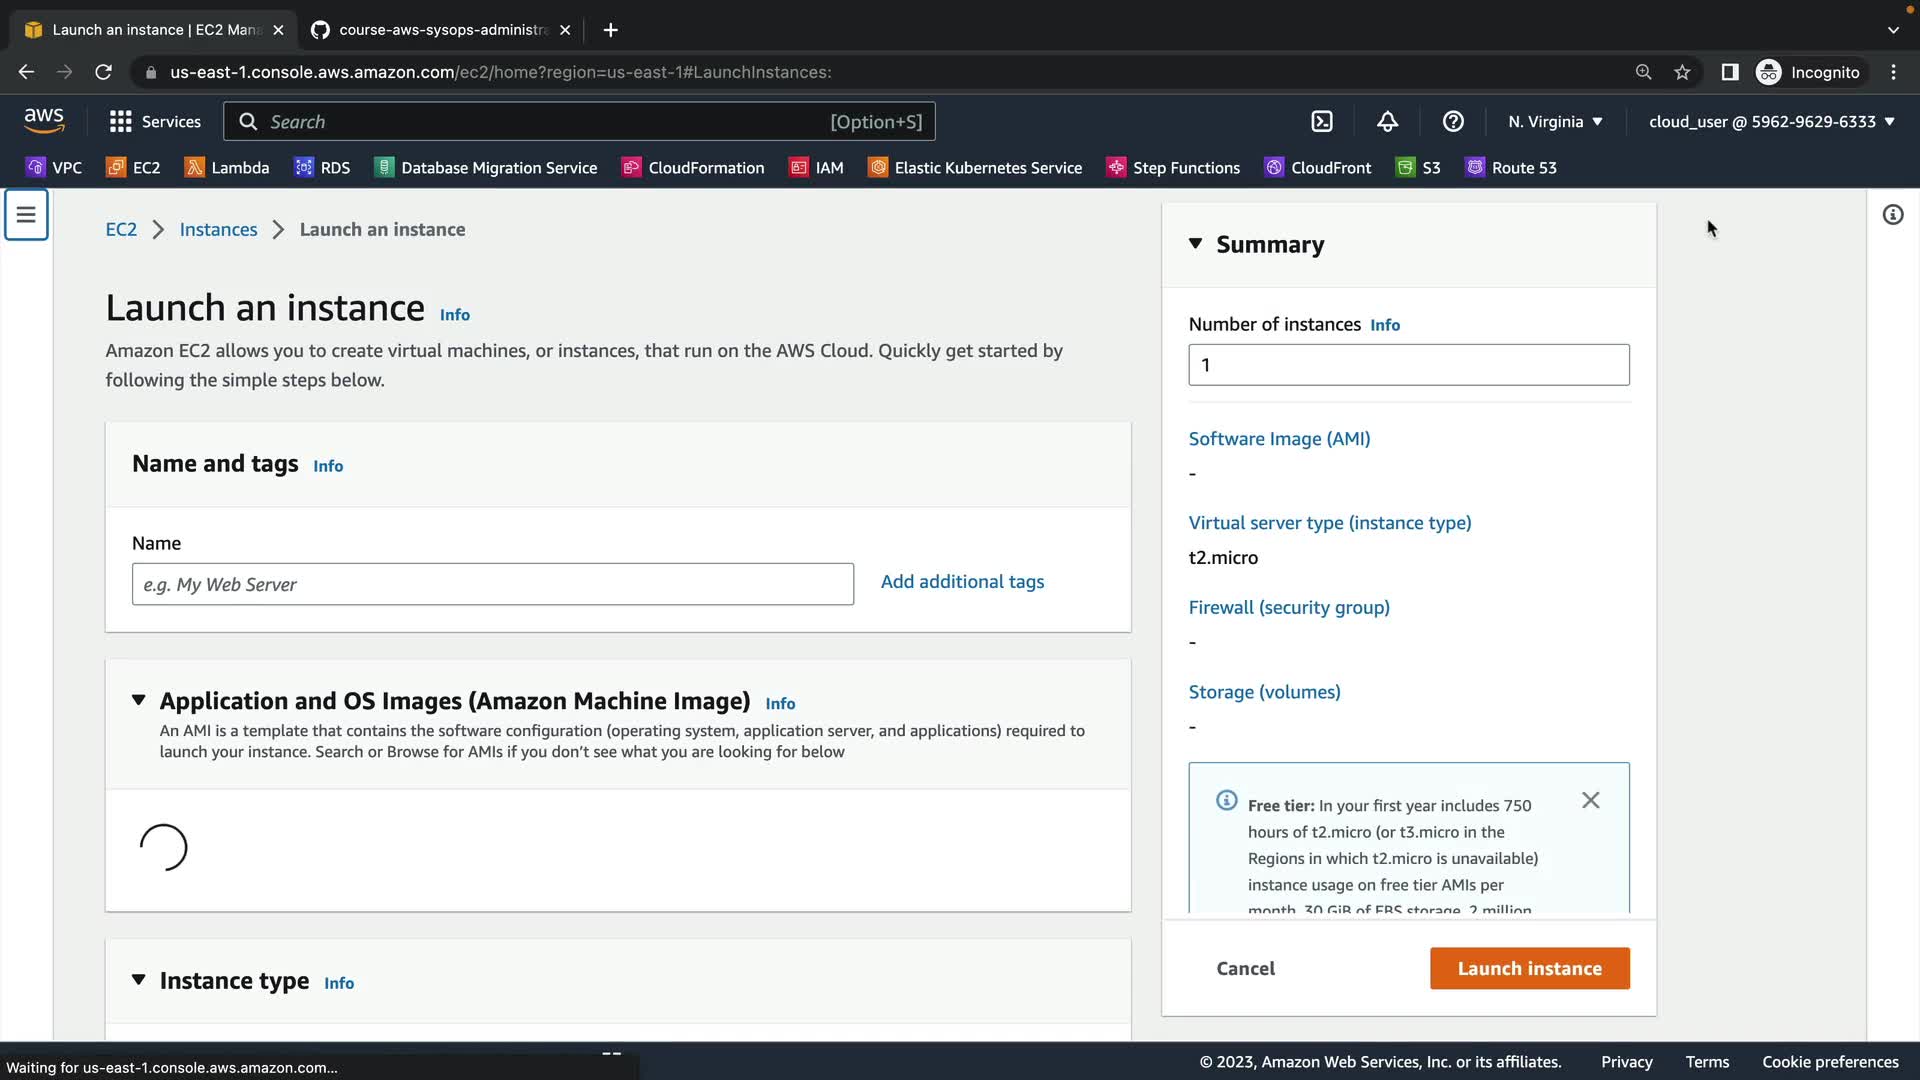 Launch an instance | EC2 Mana
course-aws-sysops-administra
us-east-1.console.aws.amazon.com/ec2/home?region=us-east-1#LaunchInstances:
Incognito
aws
Services
Search
[Option+S]
N. Virginia
cloud_user @ 5962-9629-6333
VPC
EC2
Lambda
RDS
Database Migration Service
CloudFormation
IAM
Elastic Kubernetes Service
Step Functions
CloudFront
S3
Route 53
EC2 > Instances > Launch an instance
Launch an instance Info
Amazon EC2 allows you to create virtual machines, or instances, that run on the AWS Cloud. Quickly get started by
following the simple steps below.
Name and tags Info
Name
e.g. My Web Server
Add additional tags
Application and OS Images (Amazon Machine Image) Info
An AMI is a template that contains the software configuration (operating system, application server, and applications) required to
launch your instance. Search or Browse for AMIs if you don’t see what you are looking for below
Instance type Info
Summary
Number of instances Info
1
Software Image (AMI)
-
Virtual server type (instance type)
t2.micro
Firewall (security group)
-
Storage (volumes)
-
Free tier: In your first year includes 750
hours of t2.micro (or t3.micro in the
Regions in which t2.micro is unavailable)
instance usage on free tier AMIs per
month, 30 GiB of EBS storage, 2 million
Cancel
Launch instance
Waiting for us-east-1.console.aws.amazon.com...
© 2023, Amazon Web Services, Inc. or its affiliates.
Privacy
Terms
Cookie preferences